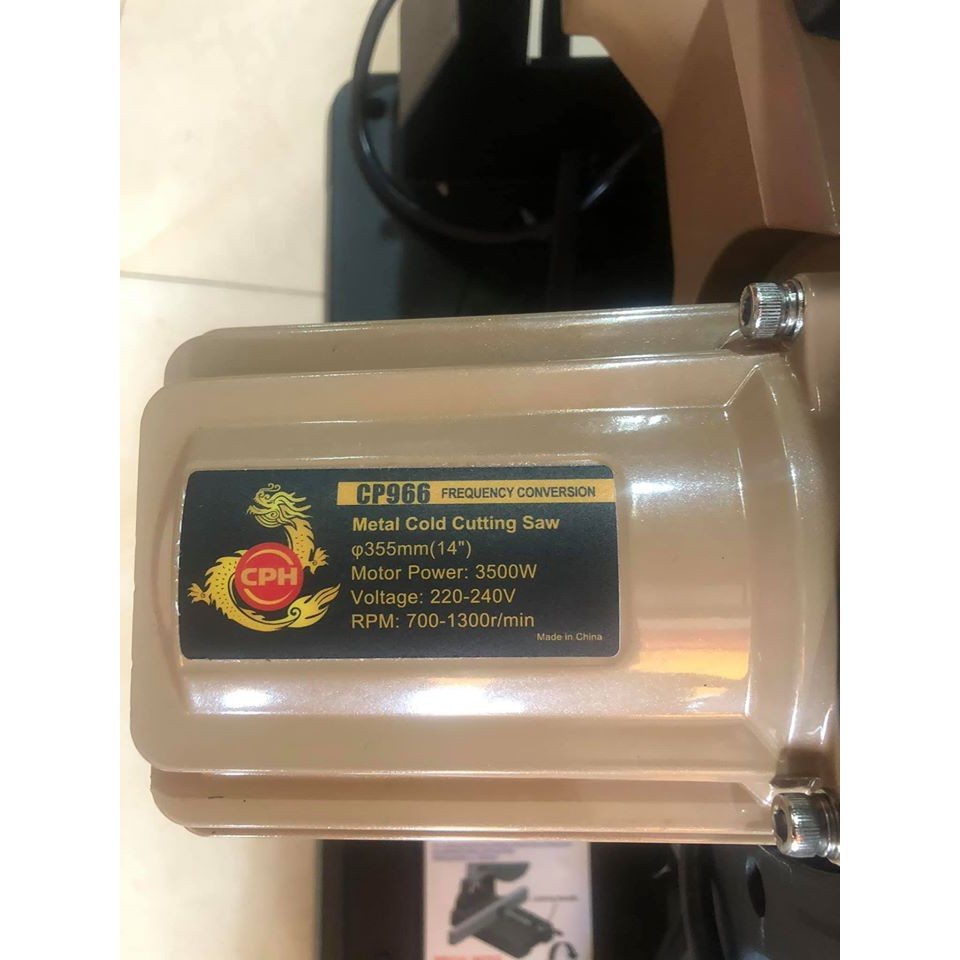 CP966 FREQUENCY CONVERSION
CPH
Metal Cold Cutting Saw
φ355mm(14")
Motor Power: 3500W
Voltage: 220-240V
RPM: 700-1300r/min
Made in China